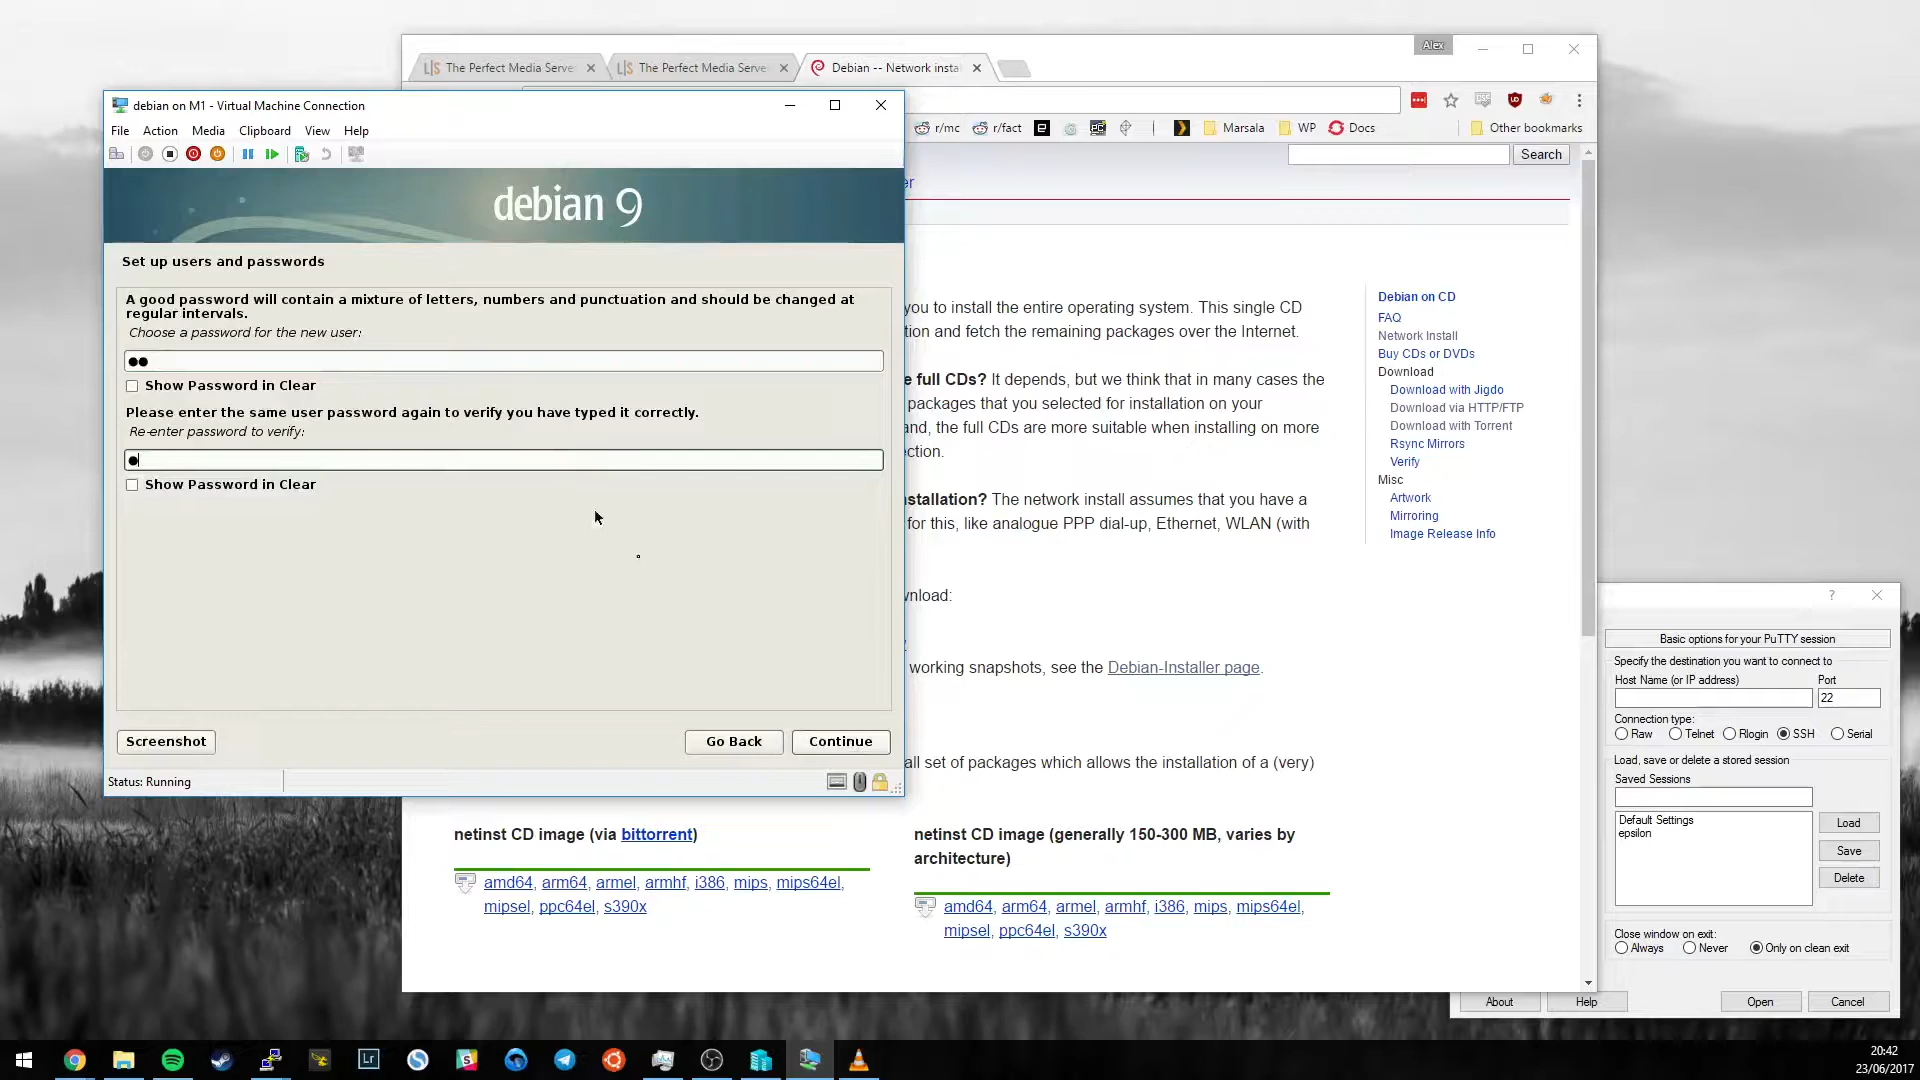 Alex
The Perfect Media Serve
The Perfect Media Serve
Debian -- Network insta
debian on M1 - Virtual Machine Connection
File Action Media Clipboard View Help
r/mc r/fact Marsala WP Docs Other bookmarks
Search
er
debian 9
Set up users and passwords
A good password will contain a mixture of letters, numbers and punctuation and should be changed at
regular intervals.
Choose a password for the new user:
Show Password in Clear
Please enter the same user password again to verify you have typed it correctly.
Re-enter password to verify:
Show Password in Clear
Screenshot
Go Back
Continue
Status: Running
you to install the entire operating system. This single CD
tion and fetch the remaining packages over the Internet.
e full CDs? It depends, but we think that in many cases the
packages that you selected for installation on your
and, the full CDs are more suitable when installing on more
ection.
nstallation? The network install assumes that you have a
for this, like analogue PPP dial-up, Ethernet, WLAN (with
wnload:
working snapshots, see the Debian-Installer page.
all set of packages which allows the installation of a (very)
netinst CD image (via bittorrent)
amd64, arm64, armel, armhf, i386, mips, mips64el,
mipsel, ppc64el, s390x
netinst CD image (generally 150-300 MB, varies by
architecture)
amd64, arm64, armel, armhf, i386, mips, mips64el,
mipsel, ppc64el, s390x
Debian on CD
FAQ
Network Install
Buy CDs or DVDs
Download
Download with Jigdo
Download via HTTP/FTP
Download with Torrent
Rsync Mirrors
Verify
Misc
Artwork
Mirroring
Image Release Info
Basic options for your PuTTY session
Specify the destination you want to connect to
Host Name (or IP address) Port
22
Connection type:
Raw Telnet Rlogin SSH Serial
Load, save or delete a stored session
Saved Sessions
Default Settings
epsilon
Load
Save
Delete
Close window on exit:
Always Never Only on clean exit
About Help Open Cancel
Lr
20:42
23/06/2017